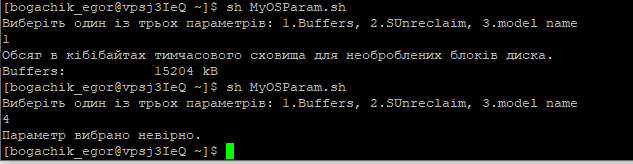 [bogachik_egor@vpsj3IeQ ~]$ sh MyOSParam.sh
Виберіть один із трьох параметрів: 1.Buffers, 2.SUnreclaim, 3.model name
1
Обсяг в кібібайтах тимчасового сховища для необроблених блоків диска.
Buffers:           15204 kB
[bogachik_egor@vpsj3IeQ ~]$ sh MyOSParam.sh
Виберіть один із трьох параметрів: 1.Buffers, 2.SUnreclaim, 3.model name
4
Параметр вибрано невірно.
[bogachik_egor@vpsj3IeQ ~]$